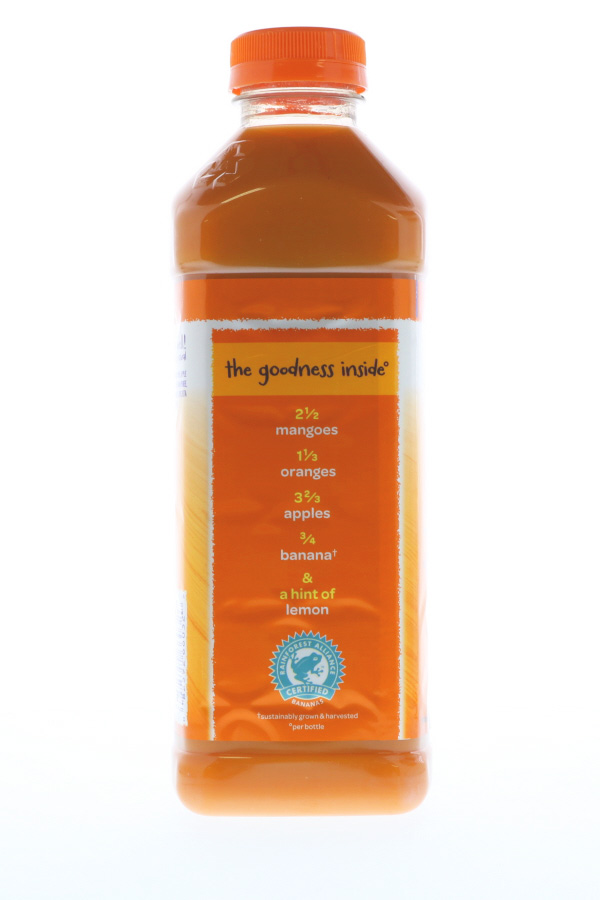 the goodness inside°
2½
mangoes
1⅓
oranges
3⅔
apples
¾
banana†
&
a hint of
lemon
RAINFOREST ALLIANCE
CERTIFIED
BANANAS
†sustainably grown & harvested
°per bottle